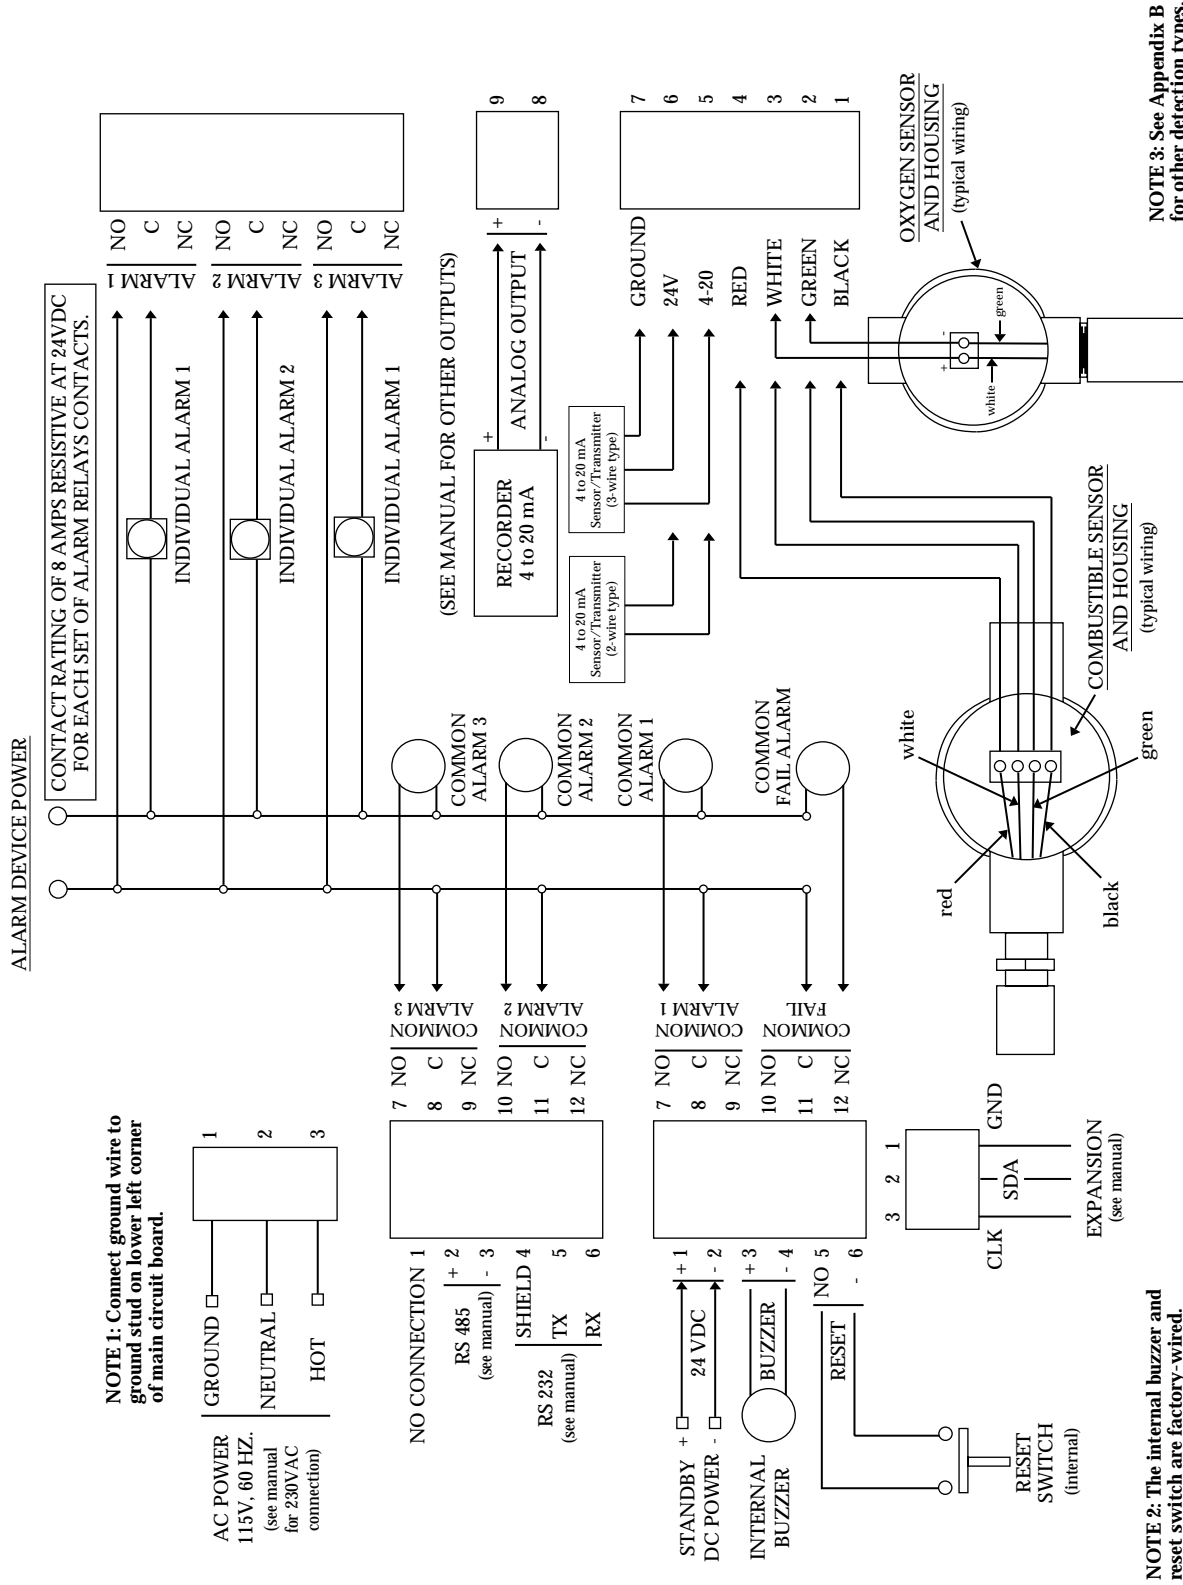 NOTE 1: Connect ground wire to
ground stud on lower left corner
of main circuit board.
AC POWER
115V, 60 HZ.
(see manual
for 230VAC
connection)
GROUND
NEUTRAL
HOT
1
2
3
NO CONNECTION 1
RS 485
(see manual)
+ 2
- 3
RS 232
(see manual)
SHIELD 4
TX 5
RX 6
7 NO
8 C
9 NC
COMMON
ALARM 3
10 NO
11 C
12 NC
COMMON
ALARM 2
STANDBY +
DC POWER -
24 VDC
+ 1
- 2
INTERNAL
BUZZER
BUZZER
+ 3
- 4
RESET
NO 5
- 6
RESET
SWITCH
(internal)
7 NO
8 C
9 NC
COMMON
ALARM 1
10 NO
11 C
12 NC
COMMON
FAIL
3 2 1
CLK
SDA
GND
EXPANSION
(see manual)
NOTE 2: The internal buzzer and
reset switch are factory-wired.
ALARM DEVICE POWER
CONTACT RATING OF 8 AMPS RESISTIVE AT 24VDC
FOR EACH SET OF ALARM RELAYS CONTACTS.
INDIVIDUAL ALARM 1
INDIVIDUAL ALARM 2
INDIVIDUAL ALARM 1
ALARM 1
NO
C
NC
ALARM 2
NO
C
NC
ALARM 3
NO
C
NC
COMMON
ALARM 3
COMMON
ALARM 2
COMMON
ALARM 1
COMMON
FAIL ALARM
(SEE MANUAL FOR OTHER OUTPUTS)
RECORDER
4 to 20 mA
+
-
ANALOG OUTPUT
+
-
9
8
4 to 20 mA
Sensor/Transmitter
(2-wire type)
4 to 20 mA
Sensor/Transmitter
(3-wire type)
GROUND
24V
4-20
RED
WHITE
GREEN
BLACK
7
6
5
4
3
2
1
red
white
black
green
COMBUSTIBLE SENSOR
AND HOUSING
(typical wiring)
OXYGEN SENSOR
AND HOUSING
(typical wiring)
+
-
white
green
NOTE 3: See Appendix B
for other detection types.